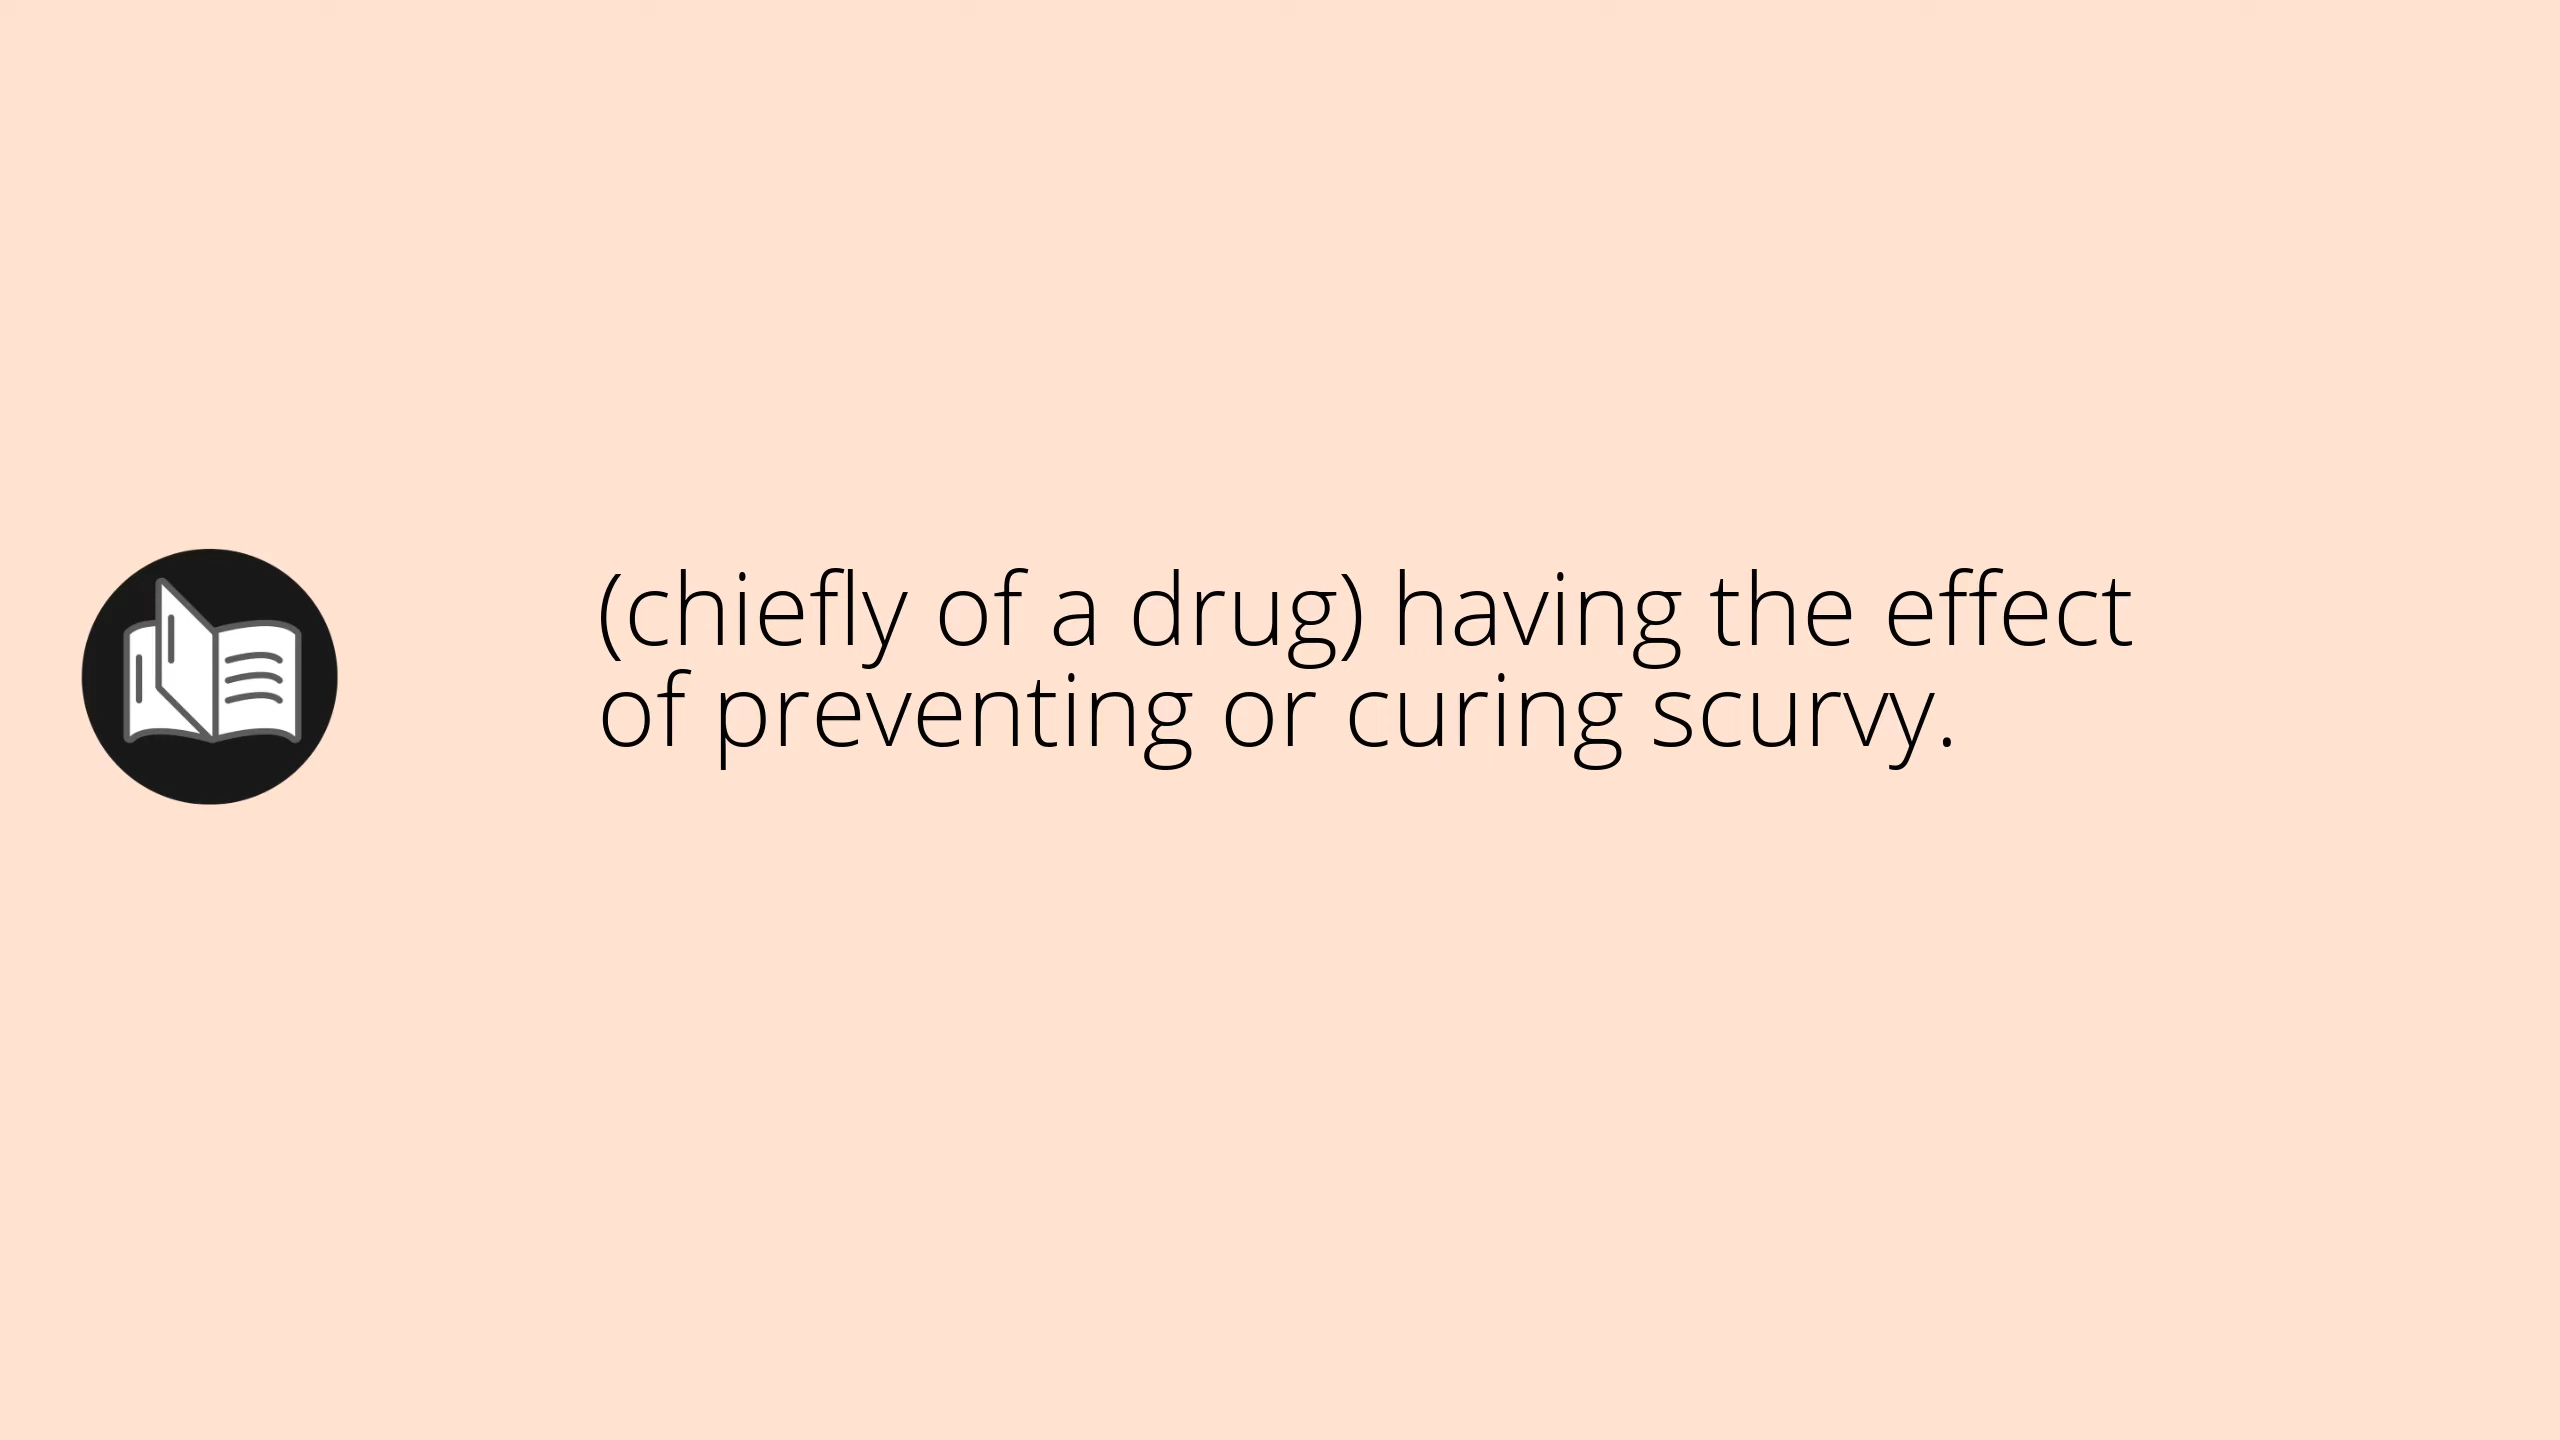 (chiefly of a drug) having the effect
of preventing or curing scurvy.